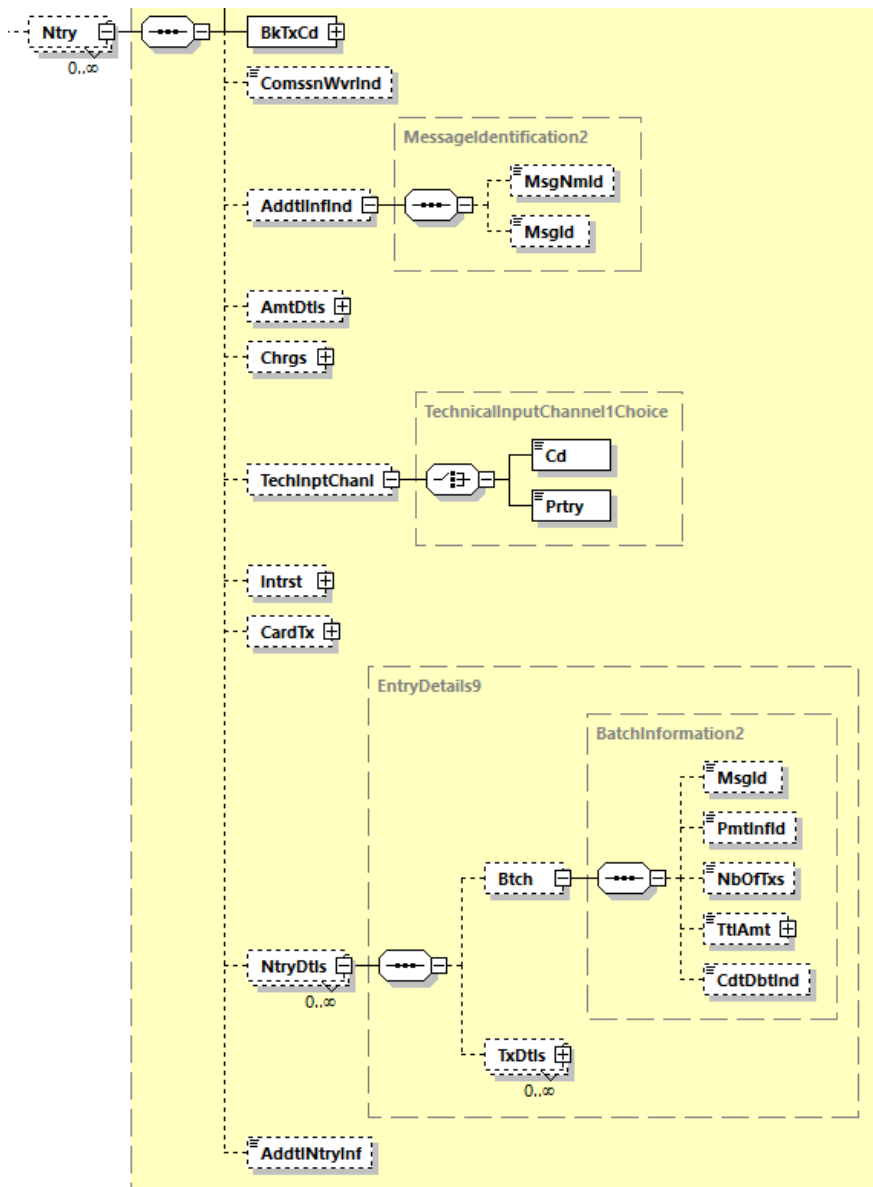 Ntry
0..∞
BkTxCd
ComssnWvrInd
MessageIdentification2
AddtlInfInd
MsgNmId
MsgId
AmtDtls
Chrgs
TechnicalInputChannel1Choice
TechInptChanl
Cd
Prtry
Intrst
CardTx
EntryDetails9
BatchInformation2
MsgId
PmtInfId
Btch
NbOfTxs
TtlAmt
CdtDbtInd
NtryDtls
0..∞
TxDtls
0..∞
AddtlNtryInf